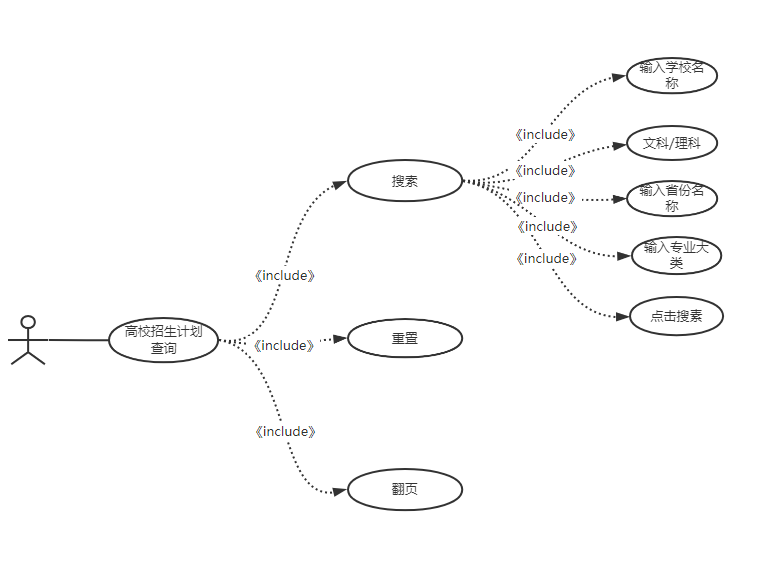 输入学校名
称
《include》
文科/理科
《include》
搜索
《include》
输入省份名
称
《include》
输入专业大
类
《include》
点击搜素
《include》
高校招生计划
查询
《include》
重置
《include》
翻页